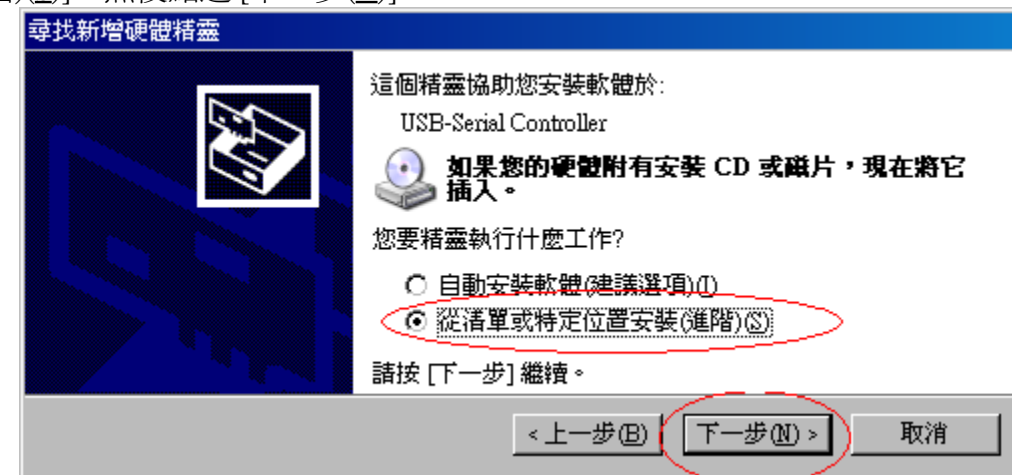 尋找新增硬體精靈
這個精靈協助您安裝軟體於:
USB-Serial Controller
如果您的硬體附有安裝 CD 或磁片，現在將它
插入。
您要精靈執行什麼工作?
自動安裝軟體(建議選項)(I)
從清單或特定位置安裝(進階)(S)
請按 [下一步] 繼續。
< 上一步(B) 下一步(N) > 取消